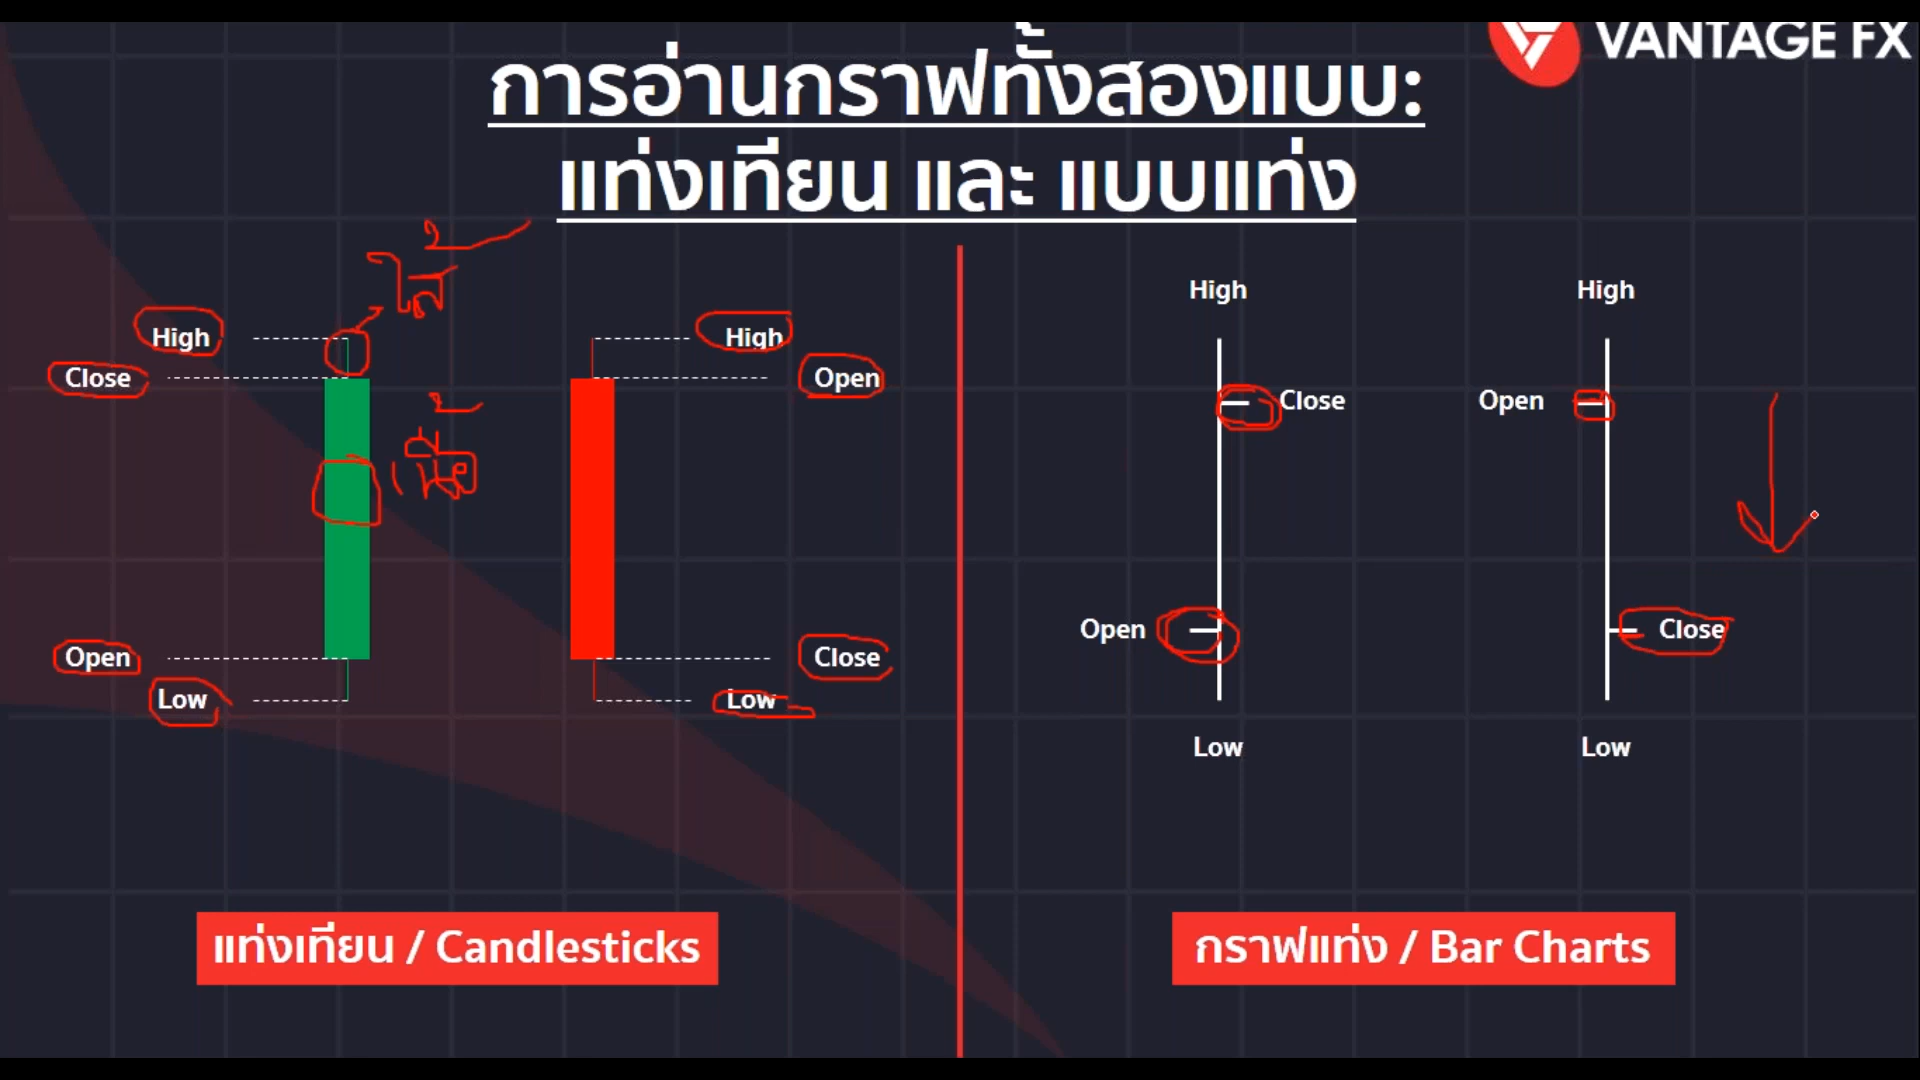 VANTAGE FX
การอ่านกราฟทั้งสองแบบ:
แท่งเทียน และ แบบแท่ง
High
Close
Open
Low
High
Open
Close
Low
High
Close
Open
Low
High
Open
Close
Low
ไส้
เนื้อ
แท่งเทียน / Candlesticks
กราฟแท่ง / Bar Charts